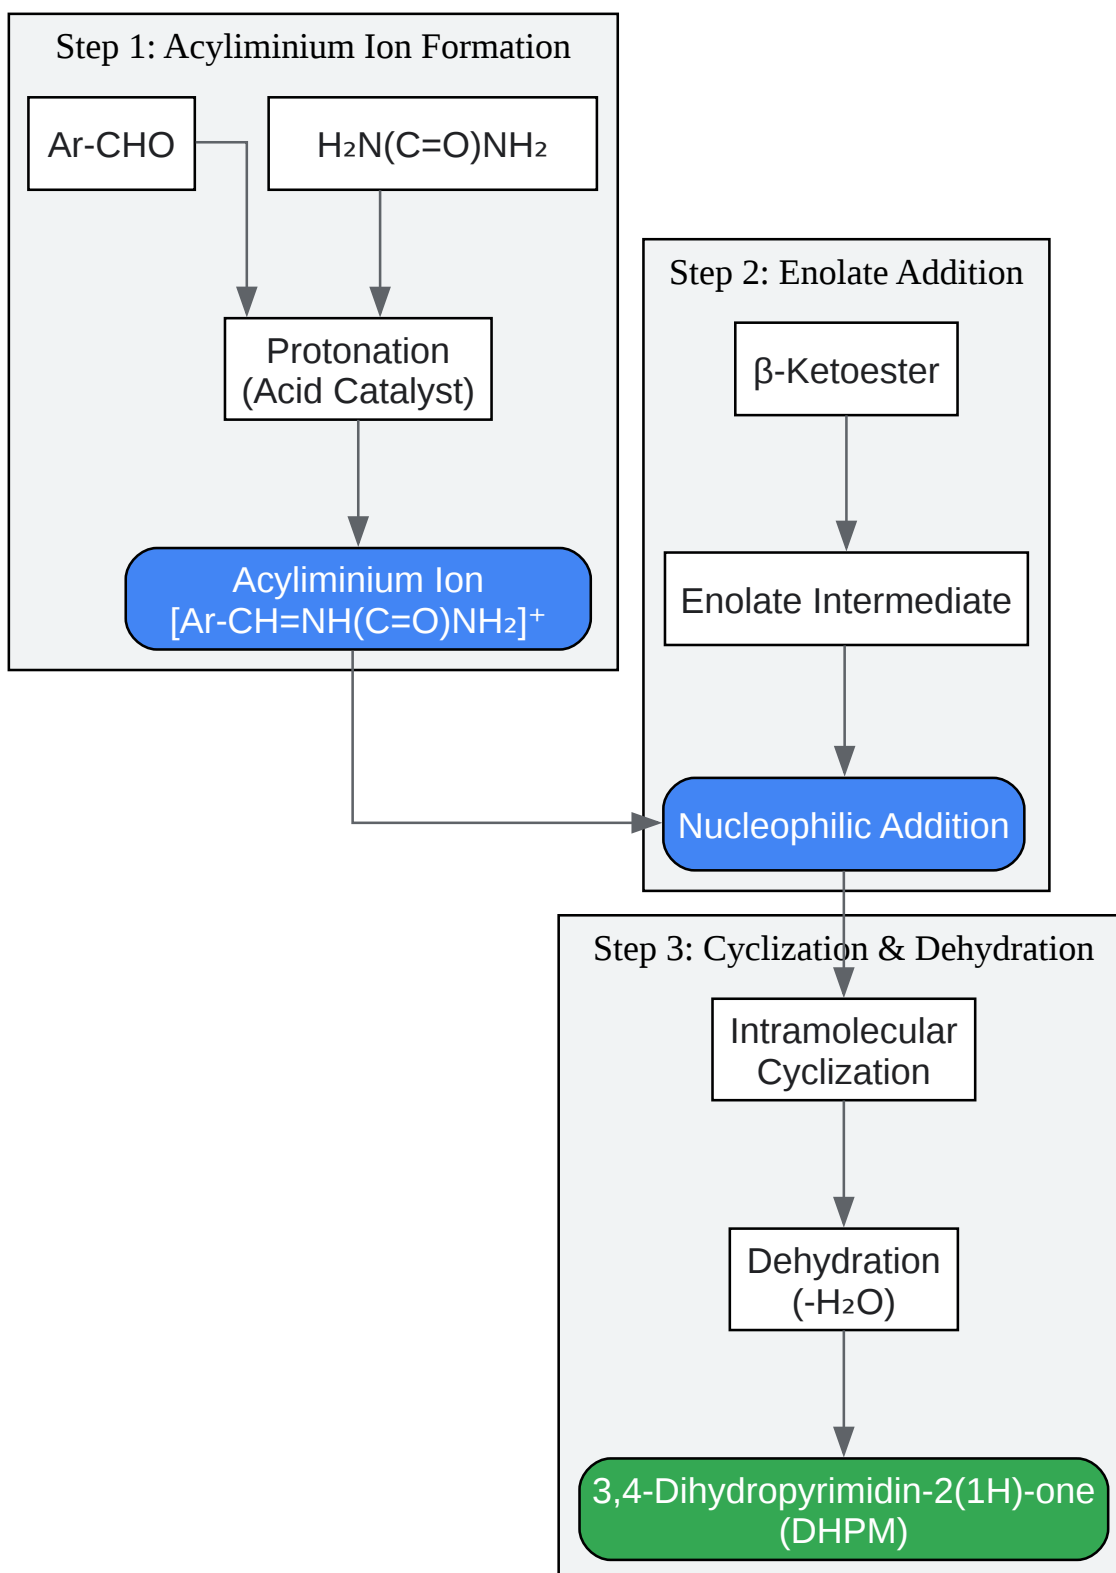 Step 1: Acyliminium Ion Formation
Ar-CHO
H₂N(C=O)NH₂
Protonation
(Acid Catalyst)
Acyliminium Ion
[Ar-CH=NH(C=O)NH₂]⁺
Step 2: Enolate Addition
β-Ketoester
Enolate Intermediate
Nucleophilic Addition
Step 3: Cyclization & Dehydration
Intramolecular
Cyclization
Dehydration
(-H₂O)
3,4-Dihydropyrimidin-2(1H)-one
(DHPM)